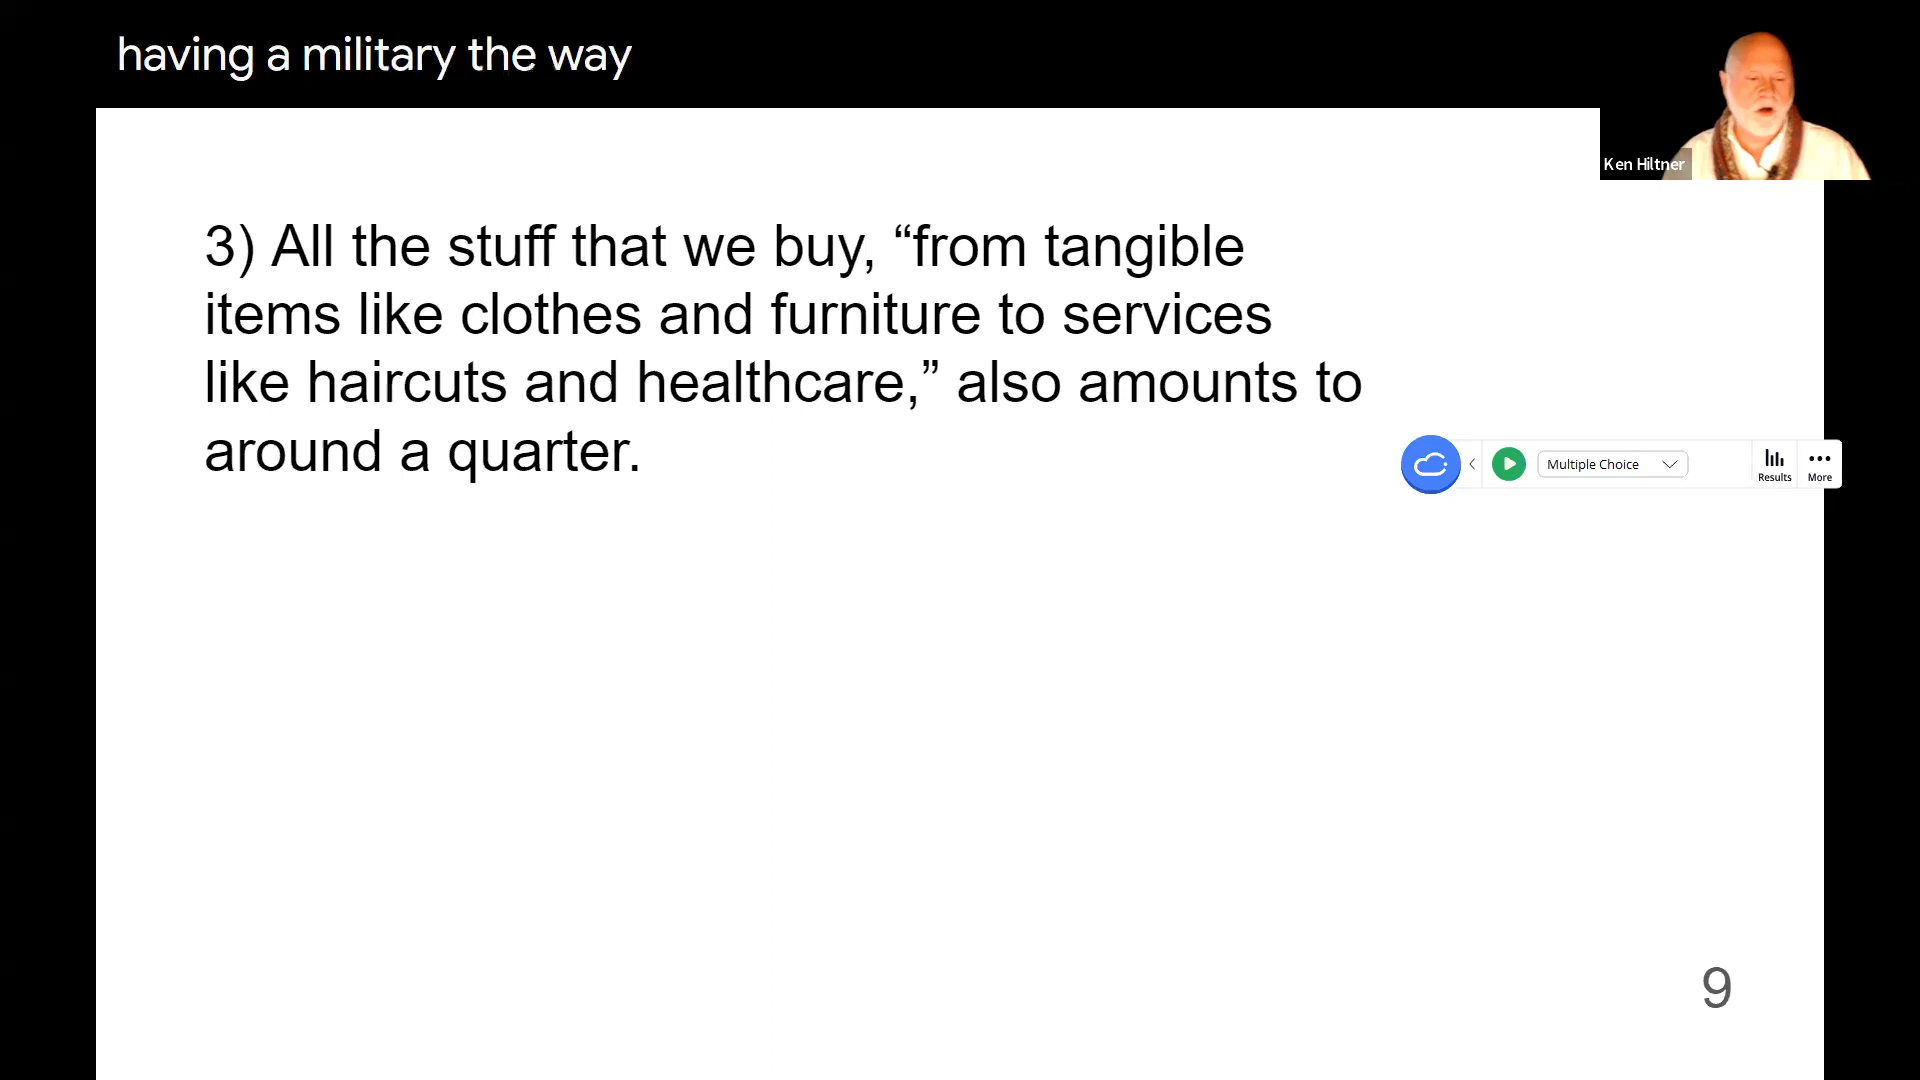 having a military the way
Ken Hiltner
3) All the stuff that we buy, “from tangible
items like clothes and furniture to services
like haircuts and healthcare,” also amounts to
around a quarter.
Multiple Choice
Results
More
9